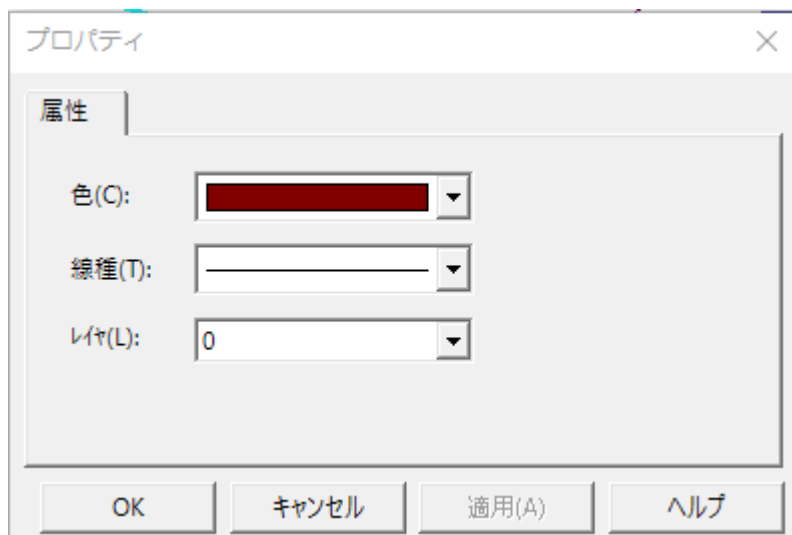 プロパティ
属性
色(C):
線種(T):
ﾚｲﾔ(L): 0
OK キャンセル 適用(A) ヘルプ